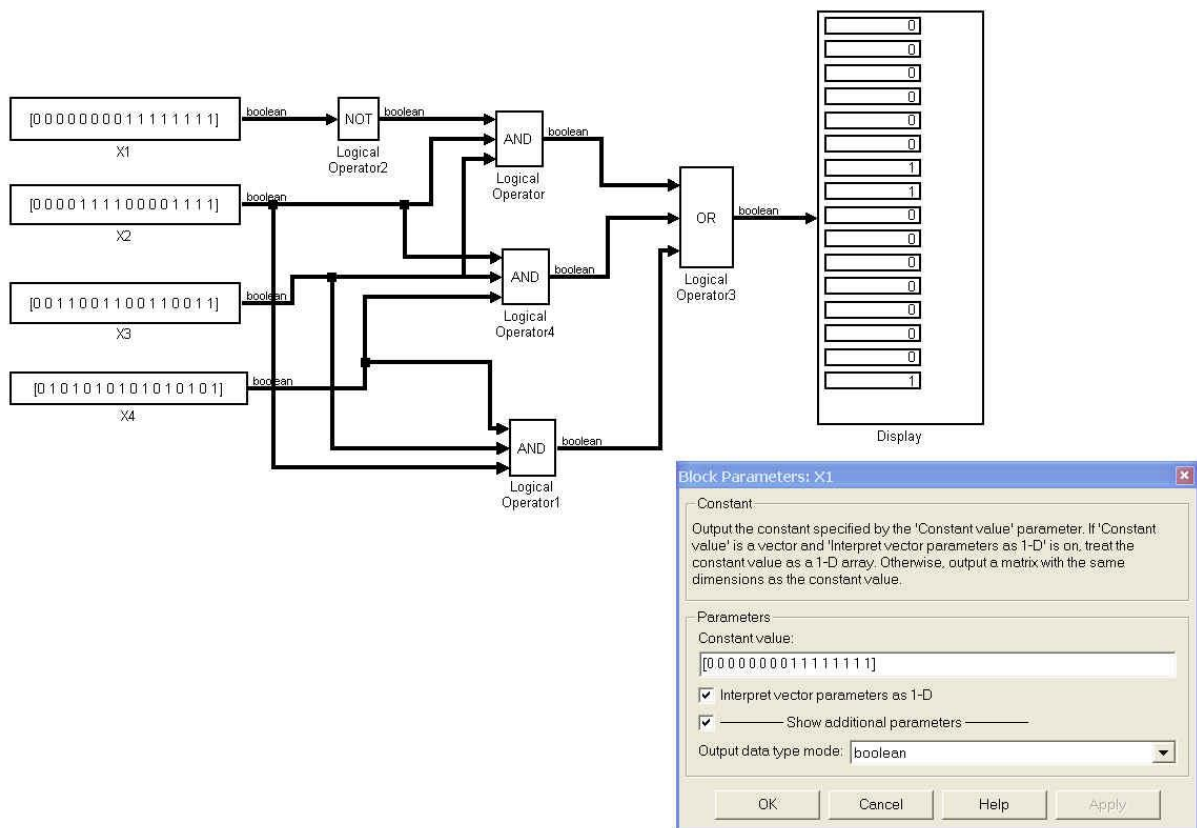 [0 0 0 0 0 0 0 0 1 1 1 1 1 1 1 1]
boolean
X1
NOT
boolean
Logical
Operator2
AND
boolean
Logical
Operator
[0 0 0 0 1 1 1 1 0 0 0 0 1 1 1 1]
boolean
X2
OR
boolean
Logical
Operator3
AND
boolean
Logical
Operator4
[0 0 1 1 0 0 1 1 0 0 1 1 0 0 1 1]
boolean
X3
[0 1 0 1 0 1 0 1 0 1 0 1 0 1 0 1]
boolean
X4
AND
boolean
Logical
Operator1
0
0
0
0
0
0
1
1
0
0
0
0
0
0
0
1
Display
Block Parameters: X1
Constant
Output the constant specified by the 'Constant value' parameter. If 'Constant
value' is a vector and 'Interpret vector parameters as 1-D' is on, treat the
constant value as a 1-D array. Otherwise, output a matrix with the same
dimensions as the constant value.
Parameters
Constant value:
[0 0 0 0 0 0 0 0 1 1 1 1 1 1 1 1]
Interpret vector parameters as 1-D
Show additional parameters
Output data type mode: boolean
OK
Cancel
Help
Apply